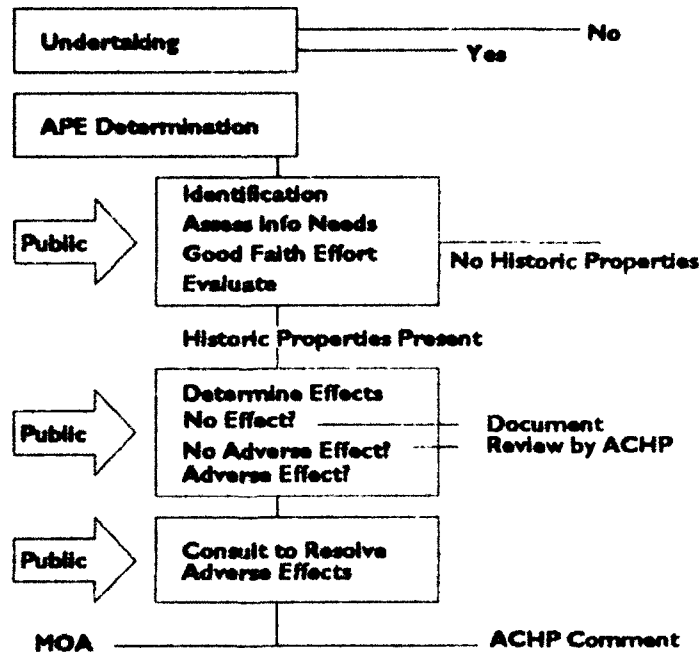 Undertaking
No
Yes
APE Determination
Identification
Assess Info Needs
Good Faith Effort
Evaluate
Public
No Historic Properties
Historic Properties Present
Determine Effects
No Effect?
No Adverse Effect?
Adverse Effect?
Public
Document
Review by ACHP
Consult to Resolve
Adverse Effects
Public
MOA
ACHP Comment